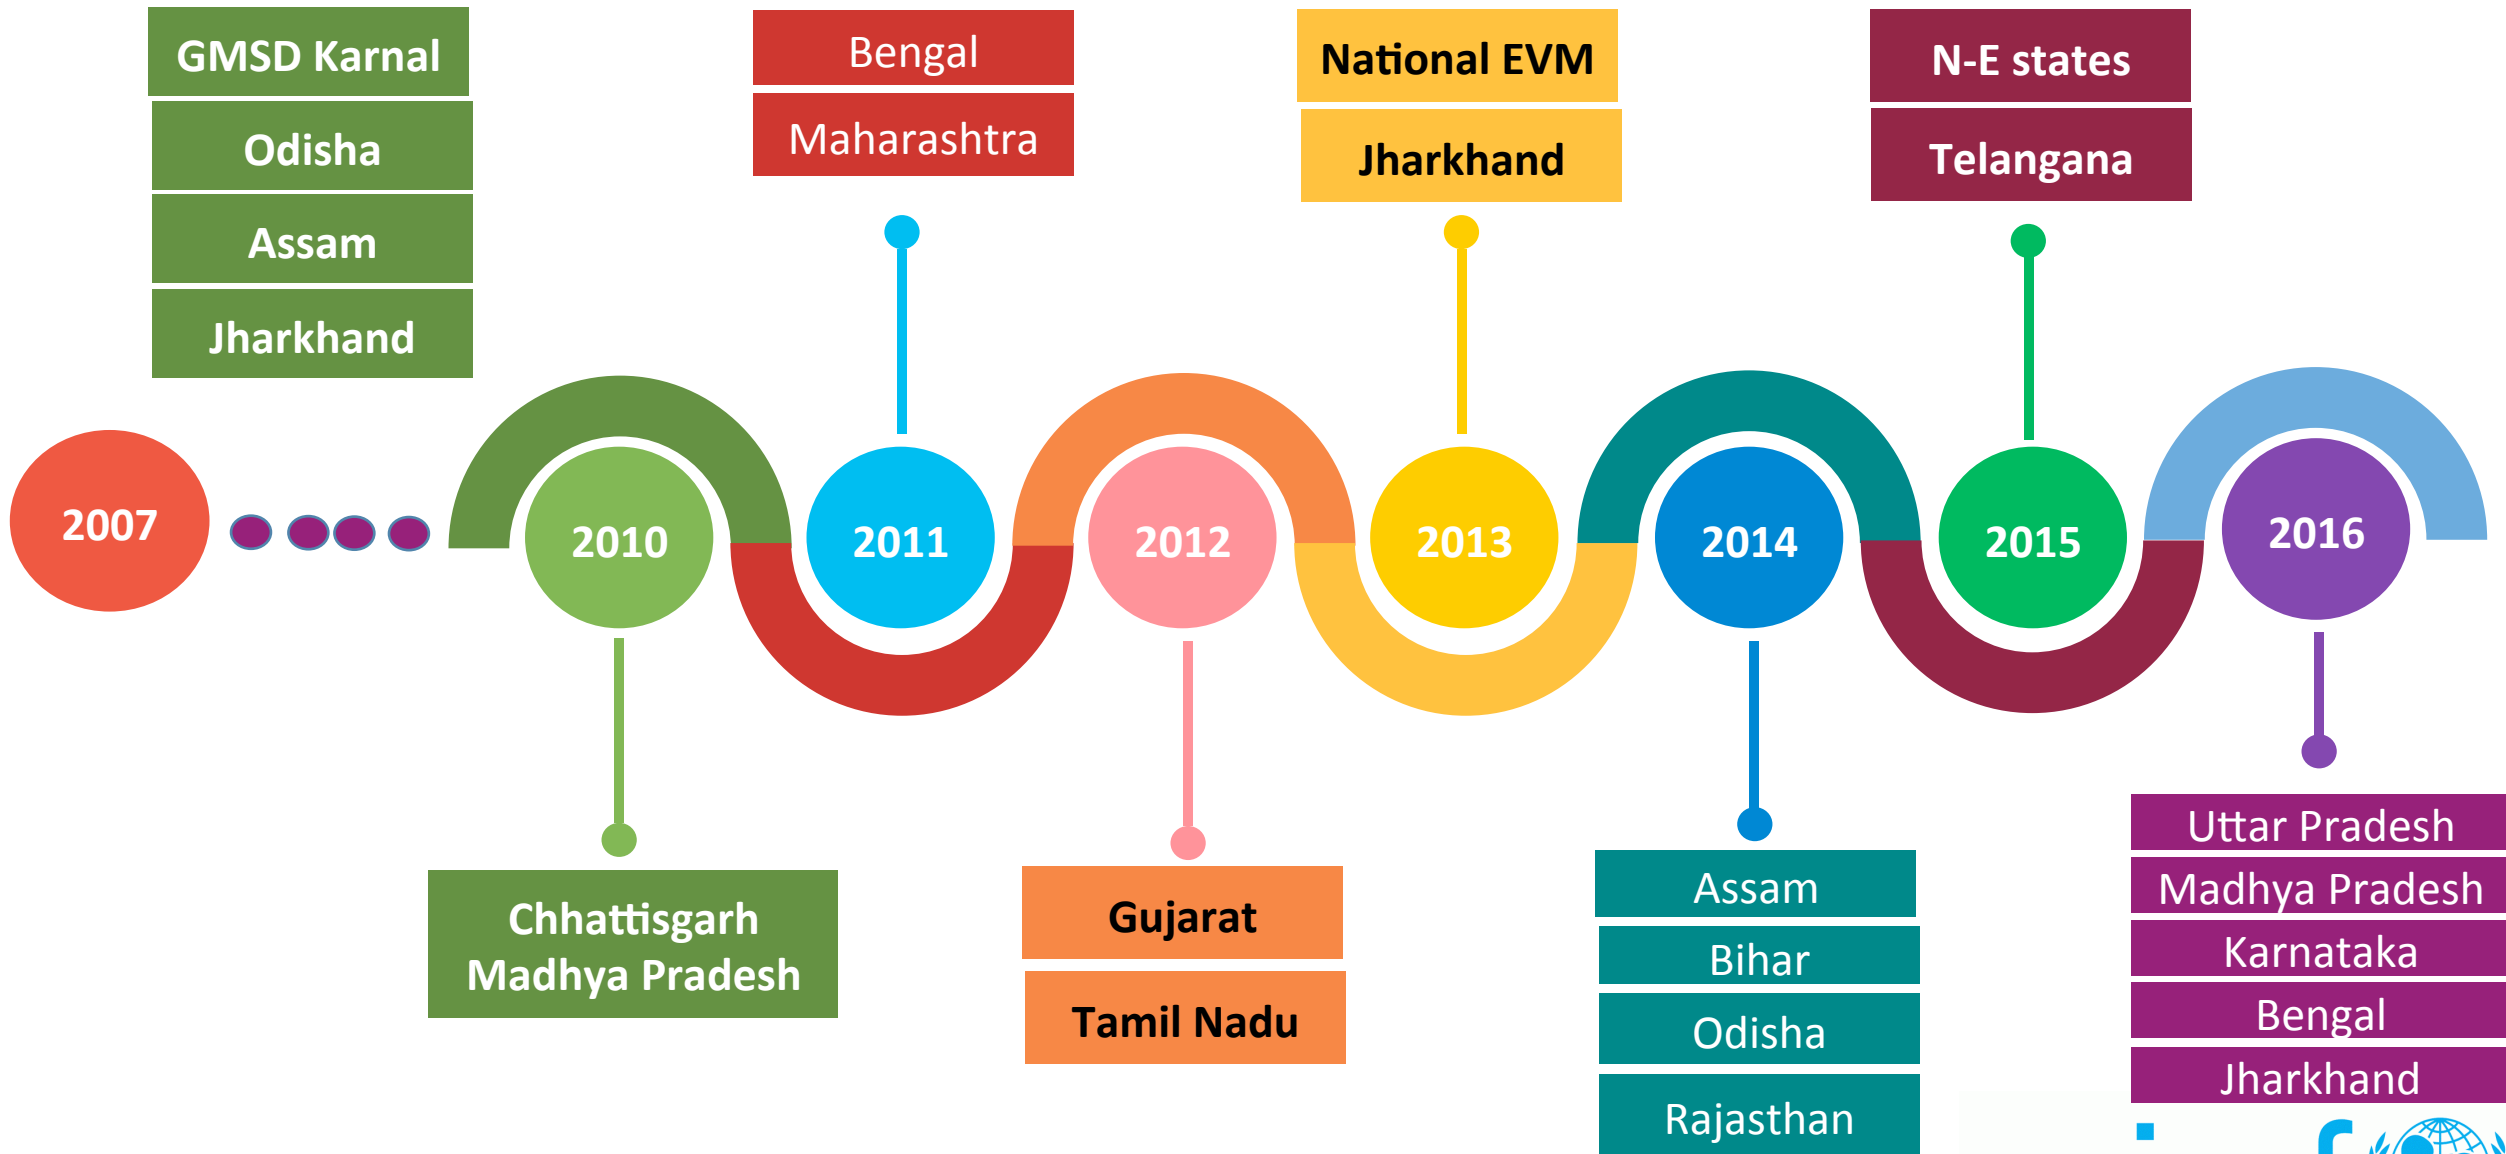 GMSD Karnal
Odisha
Assam
Jharkhand
Bengal
Maharashtra
National EVM
Jharkhand
N-E states
Telangana
2007
2010
2011
2012
2013
2014
2015
2016
Chhattisgarh
Madhya Pradesh
Gujarat
Tamil Nadu
Assam
Bihar
Odisha
Rajasthan
Uttar Pradesh
Madhya Pradesh
Karnataka
Bengal
Jharkhand